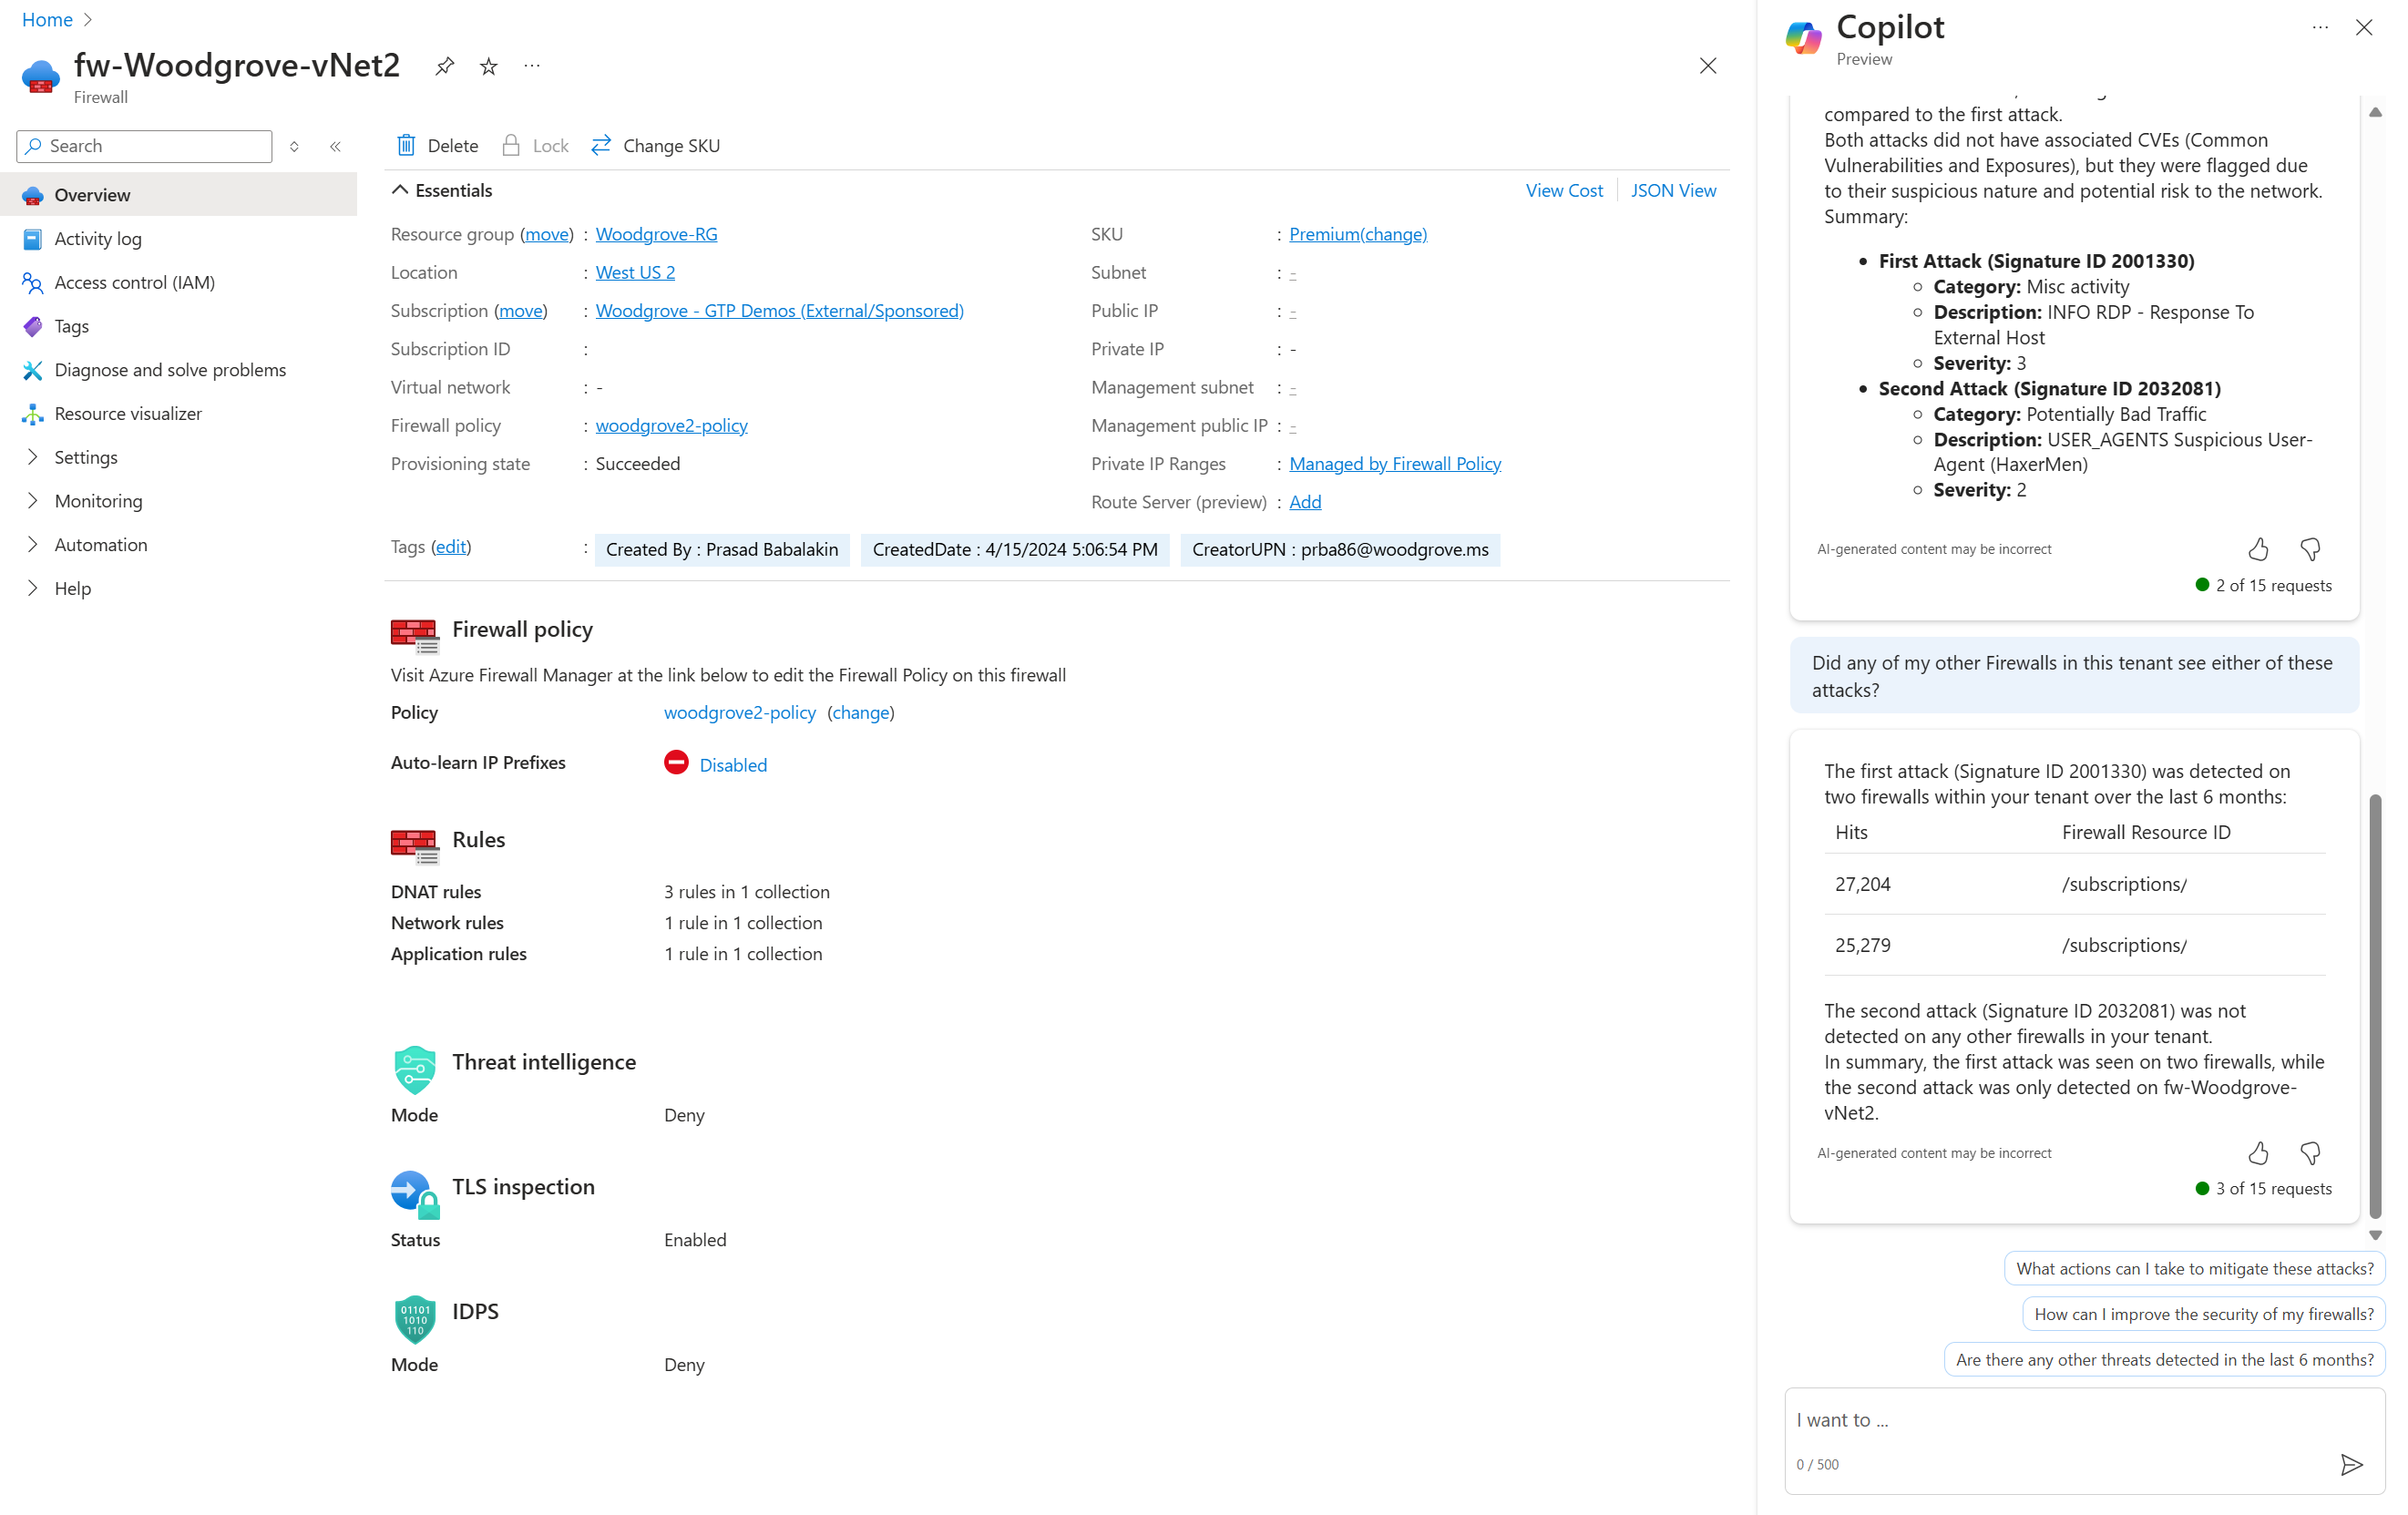 Home
fw-Woodgrove-vNet2
Firewall
Search
Overview
Activity log
Access control (IAM)
Tags
Diagnose and solve problems
Resource visualizer
Settings
Monitoring
Automation
Help
Delete
Lock
Change SKU
Essentials
View Cost
JSON View
Resource group (move) : Woodgrove-RG
Location : West US 2
Subscription (move) : Woodgrove - GTP Demos (External/Sponsored)
Subscription ID :
Virtual network : -
Firewall policy : woodgrove2-policy
Provisioning state : Succeeded
SKU : Premium(change)
Subnet : -
Public IP : -
Private IP : -
Management subnet : -
Management public IP : -
Private IP Ranges : Managed by Firewall Policy
Route Server (preview) : Add
Tags (edit) : Created By : Prasad Babalakin CreatedDate : 4/15/2024 5:06:54 PM CreatorUPN : prba86@woodgrove.ms
Firewall policy
Visit Azure Firewall Manager at the link below to edit the Firewall Policy on this firewall
Policy woodgrove2-policy (change)
Auto-learn IP Prefixes Disabled
Rules
DNAT rules 3 rules in 1 collection
Network rules 1 rule in 1 collection
Application rules 1 rule in 1 collection
Threat intelligence
Mode Deny
TLS inspection
Status Enabled
01101
1010
110
IDPS
Mode Deny
Copilot
Preview
compared to the first attack.
Both attacks did not have associated CVEs (Common
Vulnerabilities and Exposures), but they were flagged due
to their suspicious nature and potential risk to the network.
Summary:
• First Attack (Signature ID 2001330)
○ Category: Misc activity
○ Description: INFO RDP - Response To
External Host
○ Severity: 3
• Second Attack (Signature ID 2032081)
○ Category: Potentially Bad Traffic
○ Description: USER_AGENTS Suspicious User-
Agent (HaxerMen)
○ Severity: 2
AI-generated content may be incorrect
2 of 15 requests
Did any of my other Firewalls in this tenant see either of these
attacks?
The first attack (Signature ID 2001330) was detected on
two firewalls within your tenant over the last 6 months:
Hits Firewall Resource ID
27,204 /subscriptions/
25,279 /subscriptions/
The second attack (Signature ID 2032081) was not
detected on any other firewalls in your tenant.
In summary, the first attack was seen on two firewalls, while
the second attack was only detected on fw-Woodgrove-
vNet2.
AI-generated content may be incorrect
3 of 15 requests
What actions can I take to mitigate these attacks?
How can I improve the security of my firewalls?
Are there any other threats detected in the last 6 months?
I want to ...
0 / 500